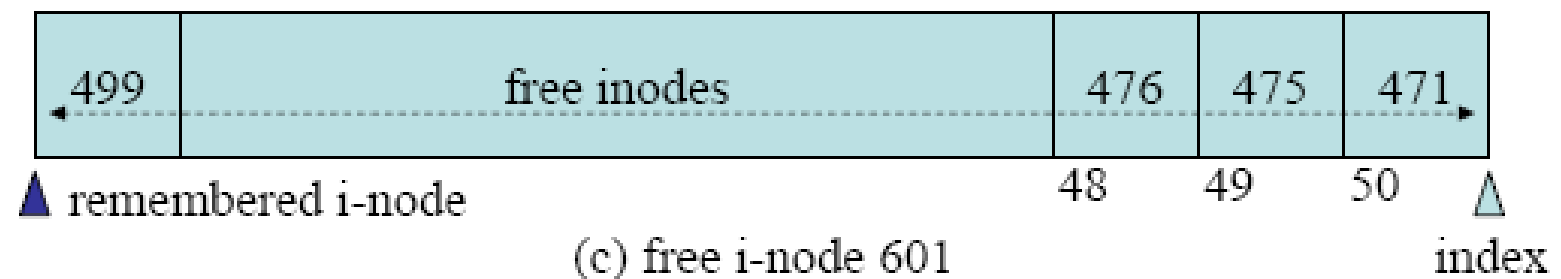 499 free inodes 476 475 471
48 49 50
remembered i-node
(c) free i-node 601 index